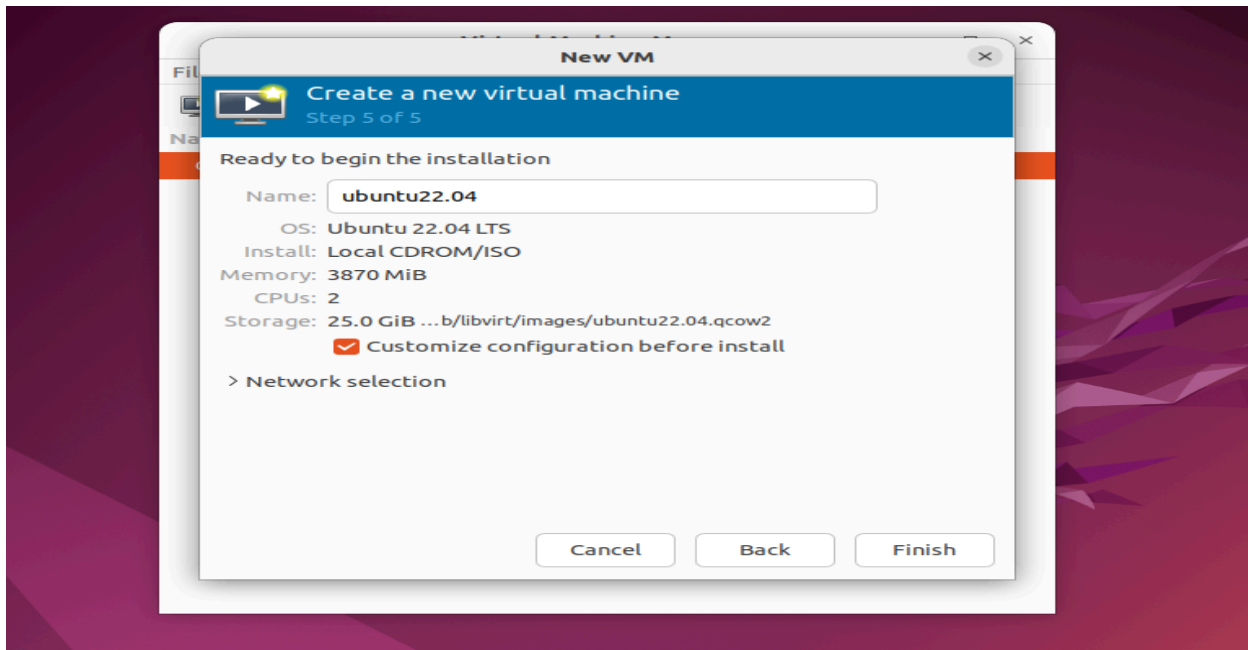 New VM
Fil
Create a new virtual machine
Step 5 of 5
Na
Ready to begin the installation
Name: ubuntu22.04
OS: Ubuntu 22.04 LTS
Install: Local CDROM/ISO
Memory: 3870 MiB
CPUs: 2
Storage: 25.0 GiB …b/libvirt/images/ubuntu22.04.qcow2
Customize configuration before install
> Network selection
Cancel Back Finish